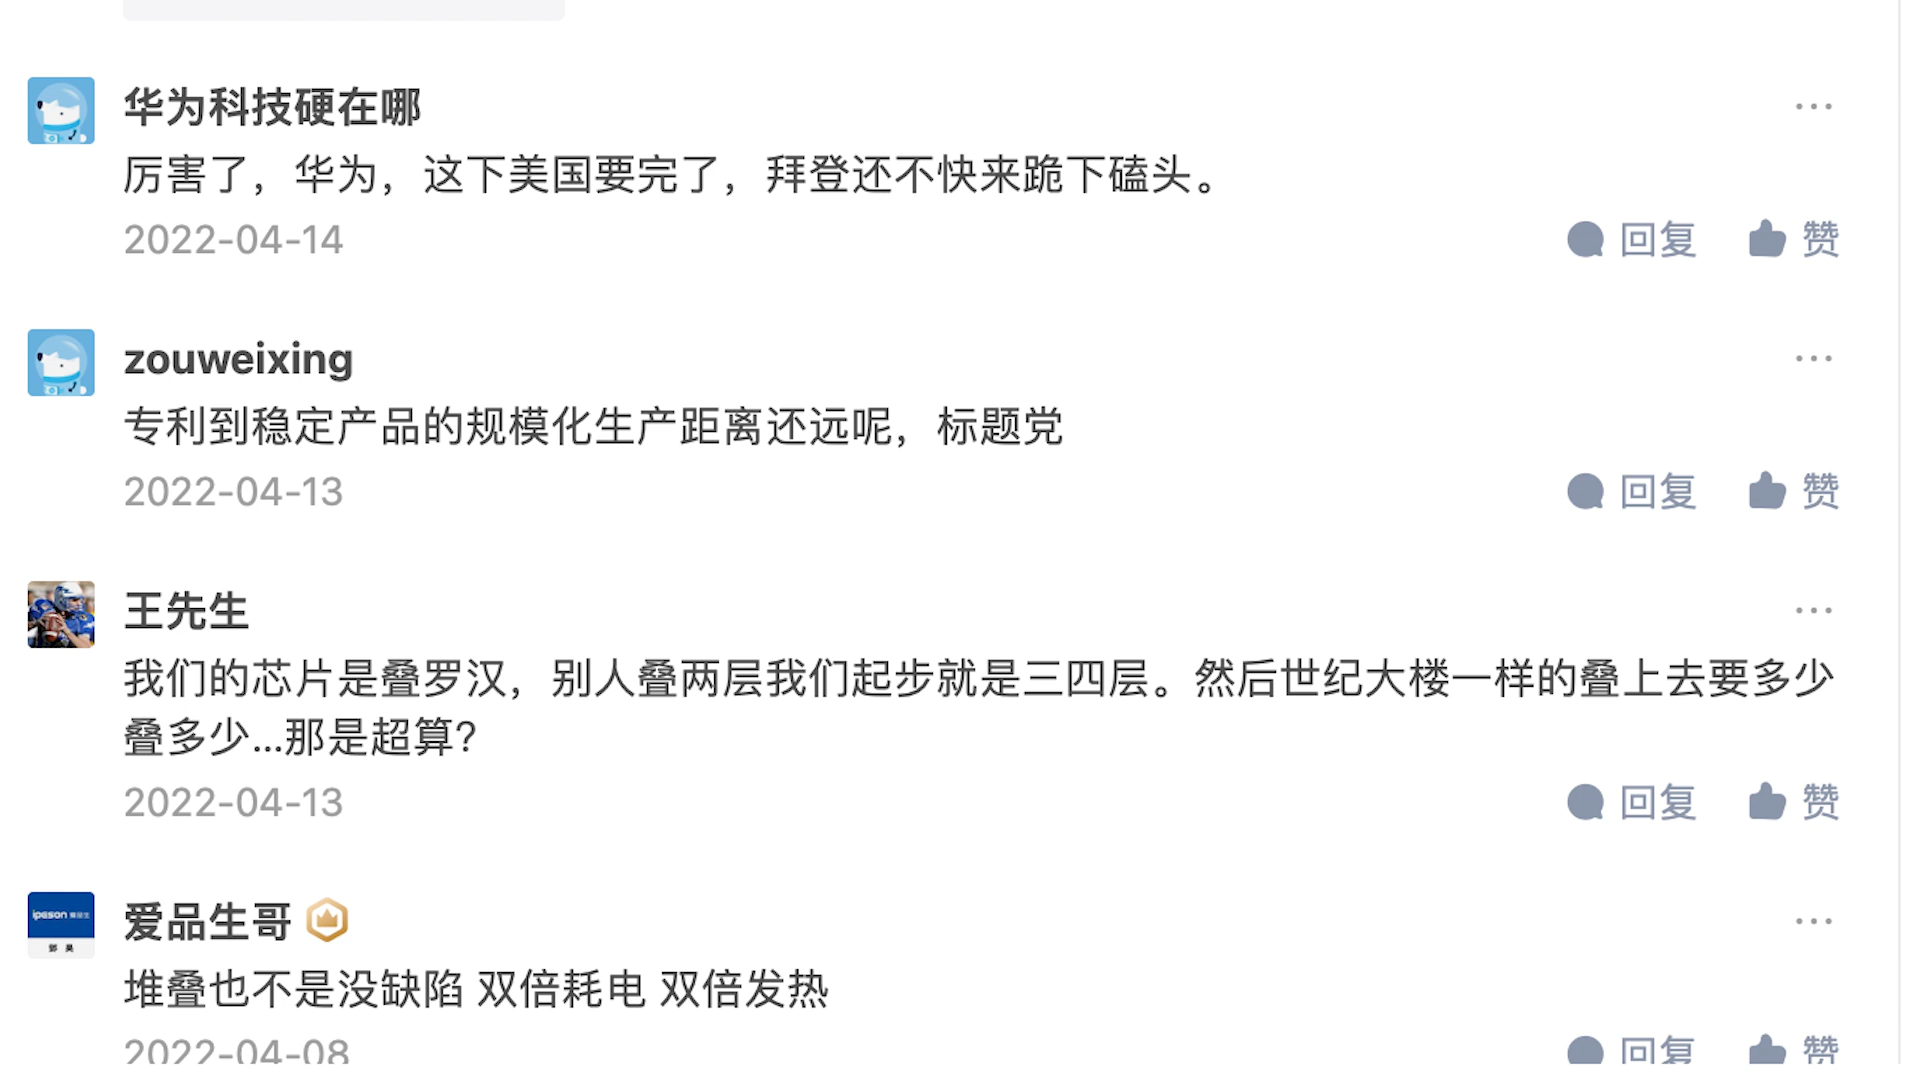 华为科技硬在哪
厉害了，华为，这下美国要完了，拜登还不快来跪下磕头。
2022-04-14
回复 赞
zouweixing
专利到稳定产品的规模化生产距离还远呢，标题党
2022-04-13
回复 赞
王先生
我们的芯片是叠罗汉，别人叠两层我们起步就是三四层。然后世纪大楼一样的叠上去要多少
叠多少...那是超算?
2022-04-13
回复 赞
ipason
爱品生哥
堆叠也不是没缺陷 双倍耗电 双倍发热
2022-04-08
回复 赞